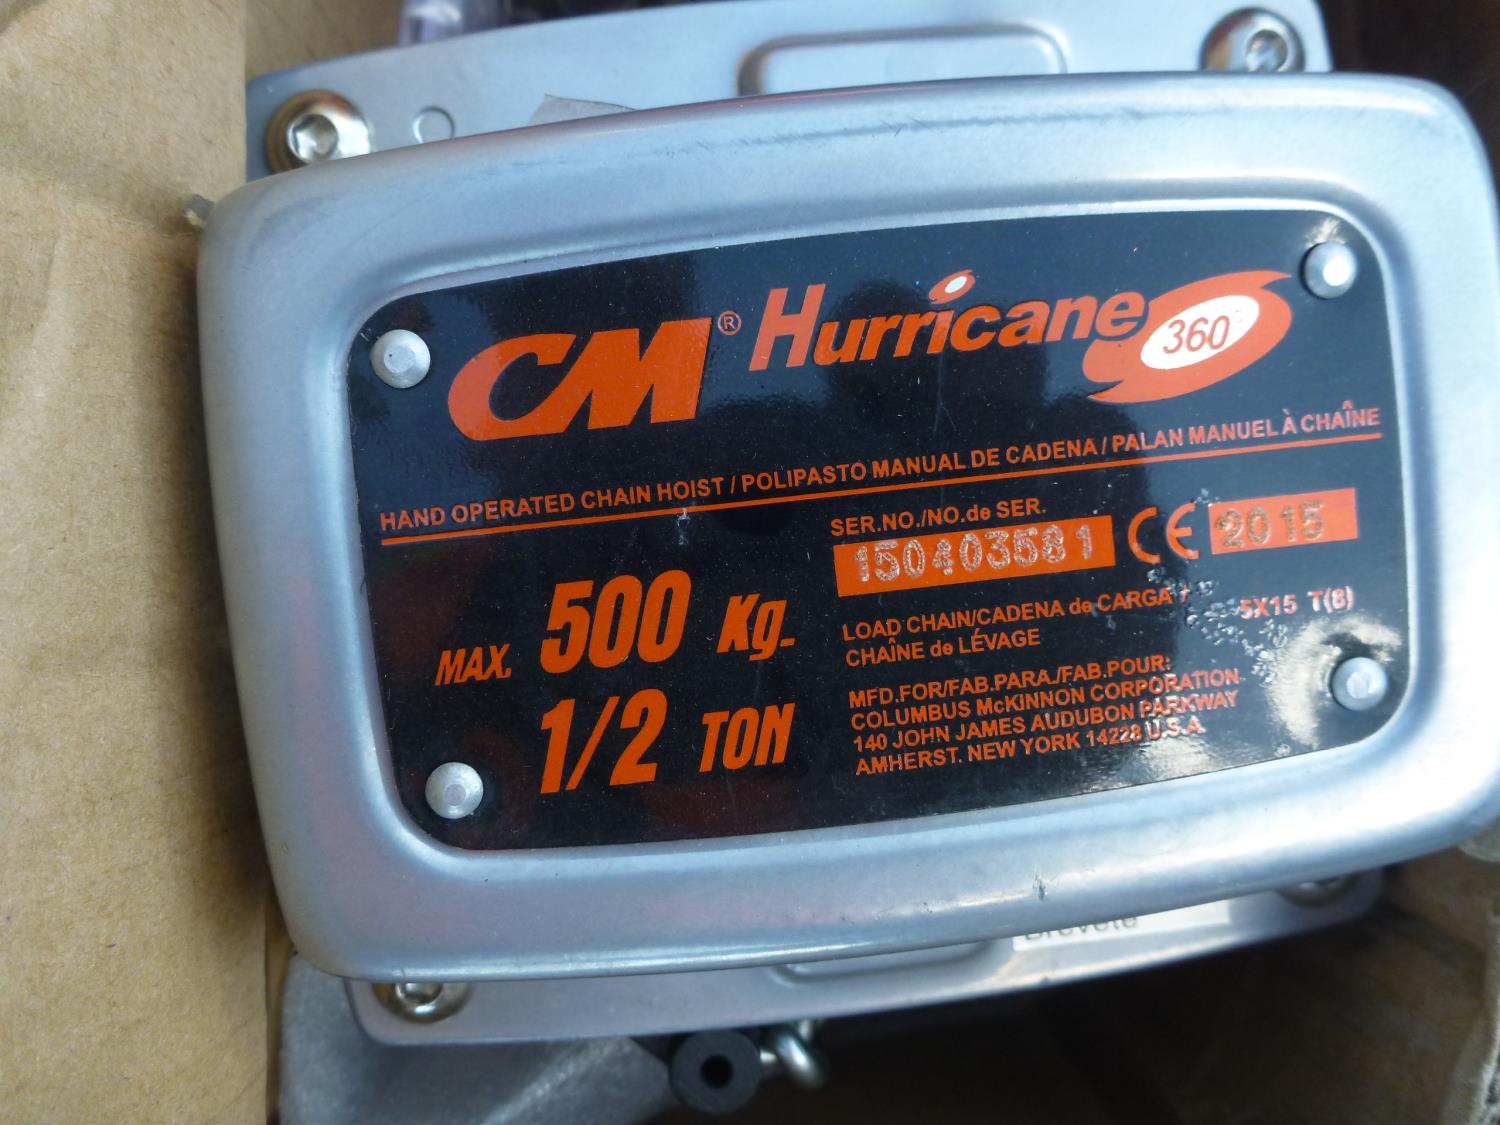 CM® Hurricane 360°
HAND OPERATED CHAIN HOIST / POLIPASTO MANUAL DE CADENA / PALAN MANUEL À CHAÎNE
MAX. 500 Kg.
1/2 TON
SER.NO./NO.de SER.
150403581 CE 2015
LOAD CHAIN/CADENA de CARGA / 5X15 T(8)
CHAÎNE de LÉVAGE
MFD.FOR/FAB.PARA./FAB.POUR:
COLUMBUS McKINNON CORPORATION
140 JOHN JAMES AUDUBON PARKWAY
AMHERST. NEW YORK 14228 U.S.A.